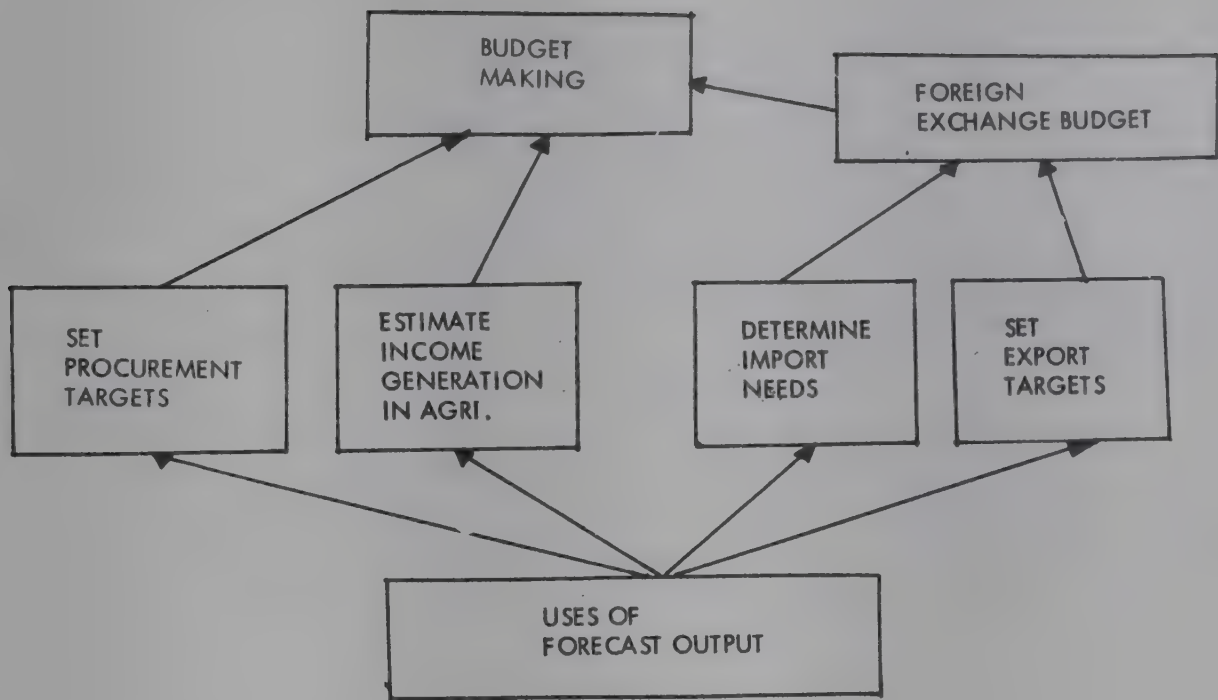 BUDGET
MAKING
FOREIGN
EXCHANGE BUDGET
SET
PROCUREMENT
TARGETS
ESTIMATE
INCOME
GENERATION
IN AGRI.
DETERMINE
IMPORT
NEEDS
SET
EXPORT
TARGETS
USES OF
FORECAST OUTPUT